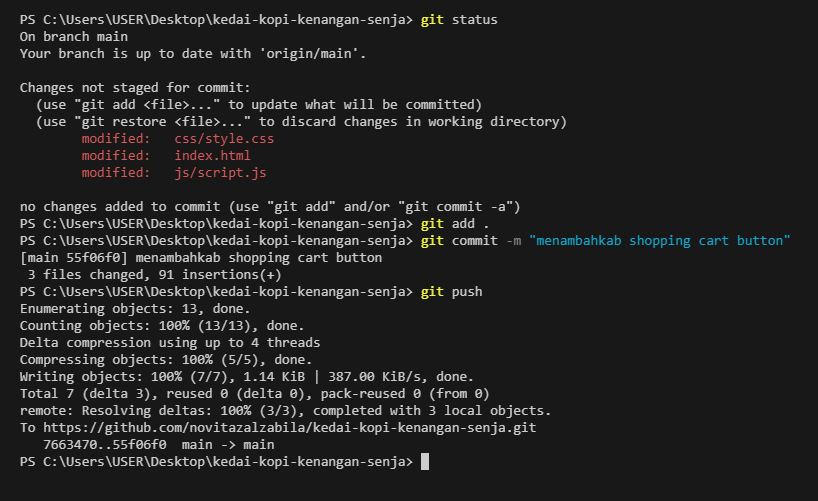 PS C:\Users\USER\Desktop\kedai-kopi-kenangan-senja> git status
On branch main
Your branch is up to date with 'origin/main'.
Changes not staged for commit:
  (use "git add <file>..." to update what will be committed)
  (use "git restore <file>..." to discard changes in working directory)
        modified:   css/style.css
        modified:   index.html
        modified:   js/script.js
no changes added to commit (use "git add" and/or "git commit -a")
PS C:\Users\USER\Desktop\kedai-kopi-kenangan-senja> git add .
PS C:\Users\USER\Desktop\kedai-kopi-kenangan-senja> git commit -m "menambahkab shopping cart button"
[main 55f06f0] menambahkab shopping cart button
 3 files changed, 91 insertions(+)
PS C:\Users\USER\Desktop\kedai-kopi-kenangan-senja> git push
Enumerating objects: 13, done.
Counting objects: 100% (13/13), done.
Delta compression using up to 4 threads
Compressing objects: 100% (5/5), done.
Writing objects: 100% (7/7), 1.14 KiB | 387.00 KiB/s, done.
Total 7 (delta 3), reused 0 (delta 0), pack-reused 0 (from 0)
remote: Resolving deltas: 100% (3/3), completed with 3 local objects.
To https://github.com/novitazalzabila/kedai-kopi-kenangan-senja.git
   7663470..55f06f0  main -> main
PS C:\Users\USER\Desktop\kedai-kopi-kenangan-senja>